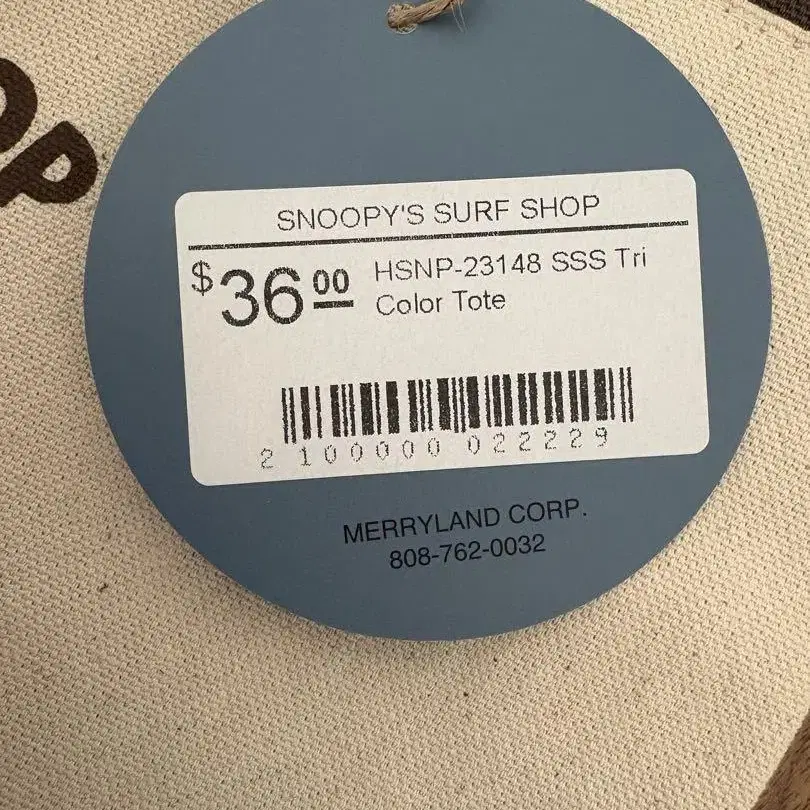 OP
SNOOPY'S SURF SHOP
$36.00 HSNP-23148 SSS Tri
Color Tote
2 100000 022229
MERRYLAND CORP.
808-762-0032